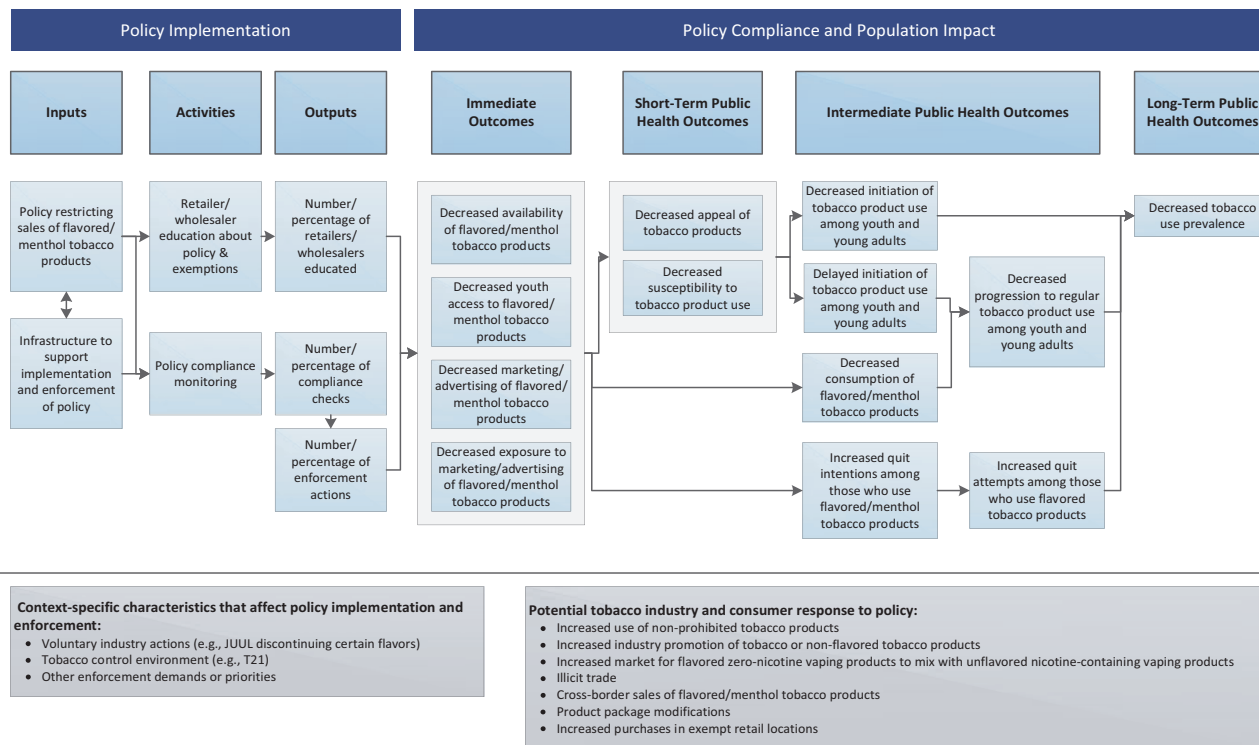 Policy Implementation
Policy Compliance and Population Impact
Inputs
Activities
Outputs
Immediate
Outcomes
Short-Term Public
Health Outcomes
Intermediate Public Health Outcomes
Long-Term Public
Health Outcomes
Policy restricting
sales of flavored/
menthol tobacco
products
Infrastructure to
support
implementation
and enforcement
of policy
Retailer/
wholesaler
education about
policy &
exemptions
Policy compliance
monitoring
Number/
percentage of
retailers/
wholesalers
educated
Number/
percentage of
compliance
checks
Number/
percentage of
enforcement
actions
Decreased availability
of flavored/menthol
tobacco products
Decreased youth
access to flavored/
menthol tobacco
products
Decreased marketing/
advertising of flavored/
menthol tobacco
products
Decreased exposure to
marketing/advertising
of flavored/menthol
tobacco products
Decreased appeal of
tobacco products
Decreased
susceptibility to
tobacco product use
Decreased initiation of
tobacco product use
among youth and
young adults
Delayed initiation of
tobacco product use
among youth and
young adults
Decreased
consumption of
flavored/menthol
tobacco products
Increased quit
intentions among
those who use
flavored/menthol
tobacco products
Decreased
progression to regular
tobacco product use
among youth and
young adults
Increased quit
attempts among those
who use flavored
tobacco products
Decreased tobacco
use prevalence
Context-specific characteristics that affect policy implementation and
enforcement:
• Voluntary industry actions (e.g., JUUL discontinuing certain flavors)
• Tobacco control environment (e.g., T21)
• Other enforcement demands or priorities
Potential tobacco industry and consumer response to policy:
• Increased use of non-prohibited tobacco products
• Increased industry promotion of tobacco or non-flavored tobacco products
• Increased market for flavored zero-nicotine vaping products to mix with unflavored nicotine-containing vaping products
• Illicit trade
• Cross-border sales of flavored/menthol tobacco products
• Product package modifications
• Increased purchases in exempt retail locations